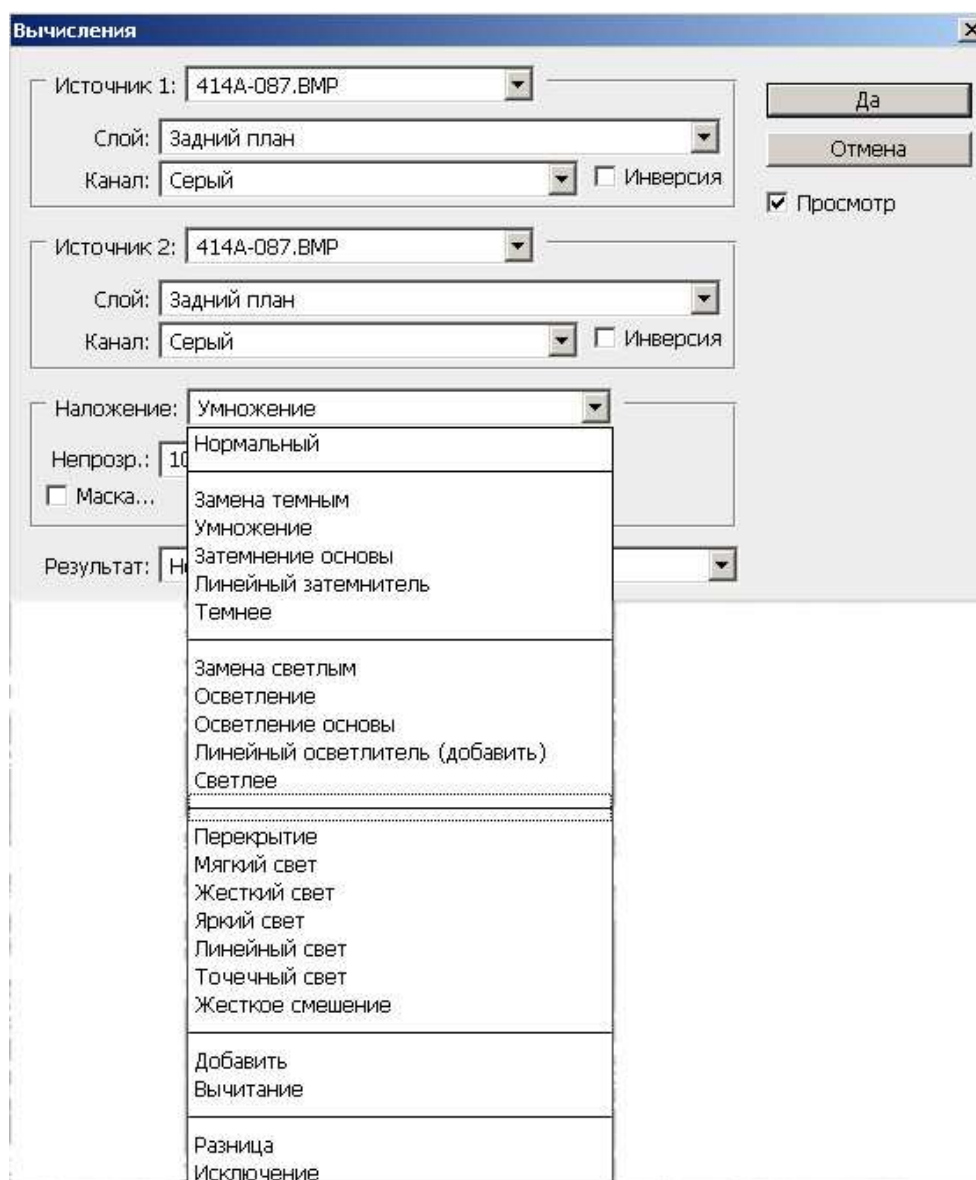 Вычисления
Источник 1: 414A-087.BMP
Слой: Задний план
Канал: Серый
Инверсия
Да
Отмена
Просмотр
Источник 2: 414A-087.BMP
Слой: Задний план
Канал: Серый
Инверсия
Наложение: Умножение
Непрозр.: 10
Маска...
Результат: Н
Нормальный
Замена темным
Умножение
Затемнение основы
Линейный затемнитель
Темнее
Замена светлым
Осветление
Осветление основы
Линейный осветлитель (добавить)
Светлее
Перекрытие
Мягкий свет
Жесткий свет
Яркий свет
Линейный свет
Точечный свет
Жесткое смешение
Добавить
Вычитание
Разница
Исключение